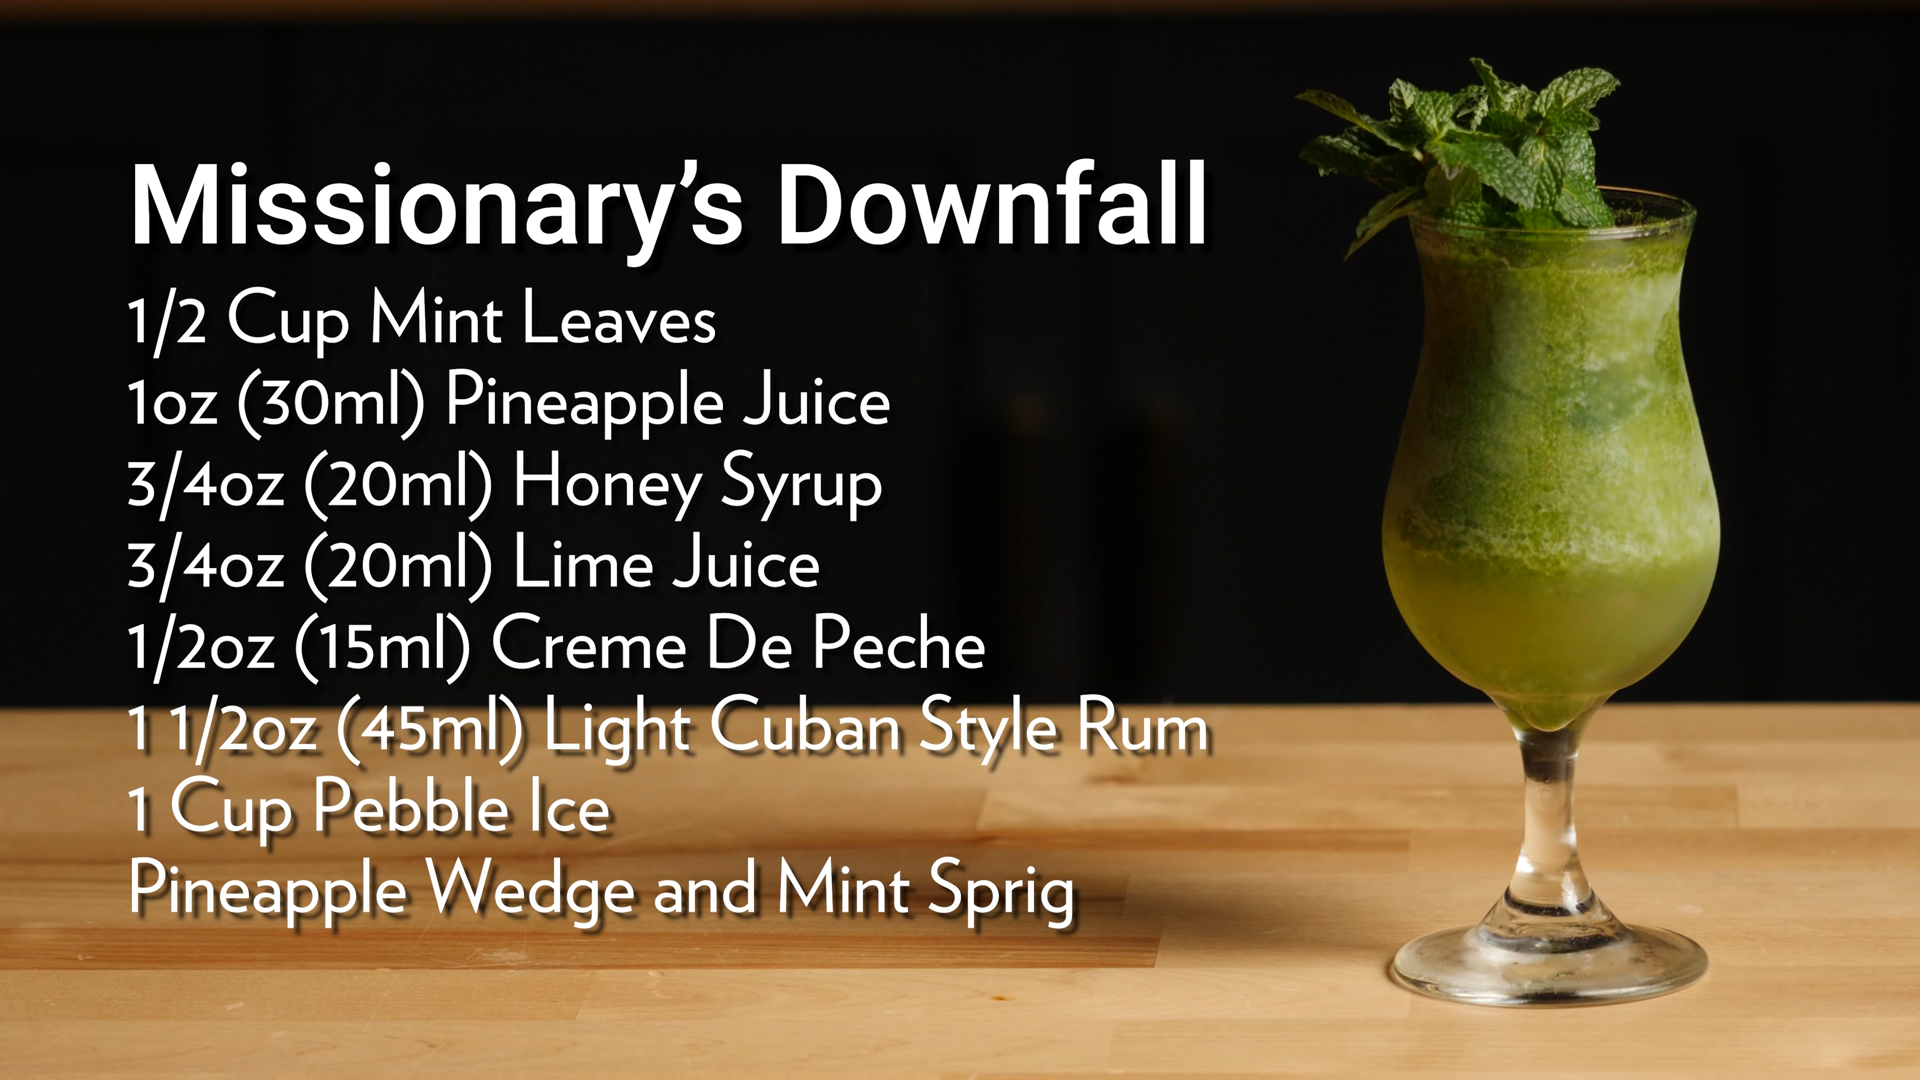 Missionary’s Downfall
1/2 Cup Mint Leaves
1oz (30ml) Pineapple Juice
3/4oz (20ml) Honey Syrup
3/4oz (20ml) Lime Juice
1/2oz (15ml) Creme De Peche
1 1/2oz (45ml) Light Cuban Style Rum
1 Cup Pebble Ice
Pineapple Wedge and Mint Sprig